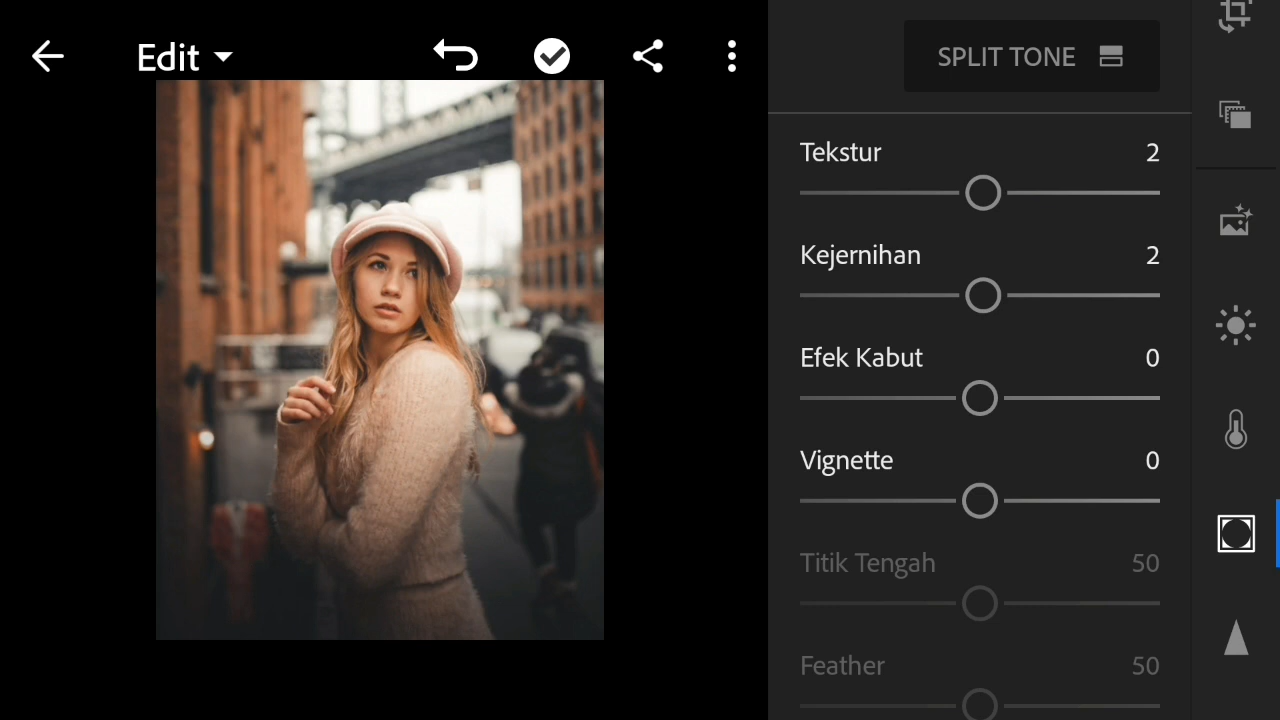 Edit
SPLIT TONE
Tekstur 2
Kejernihan 2
Efek Kabut 0
Vignette 0
Titik Tengah 50
Feather 50